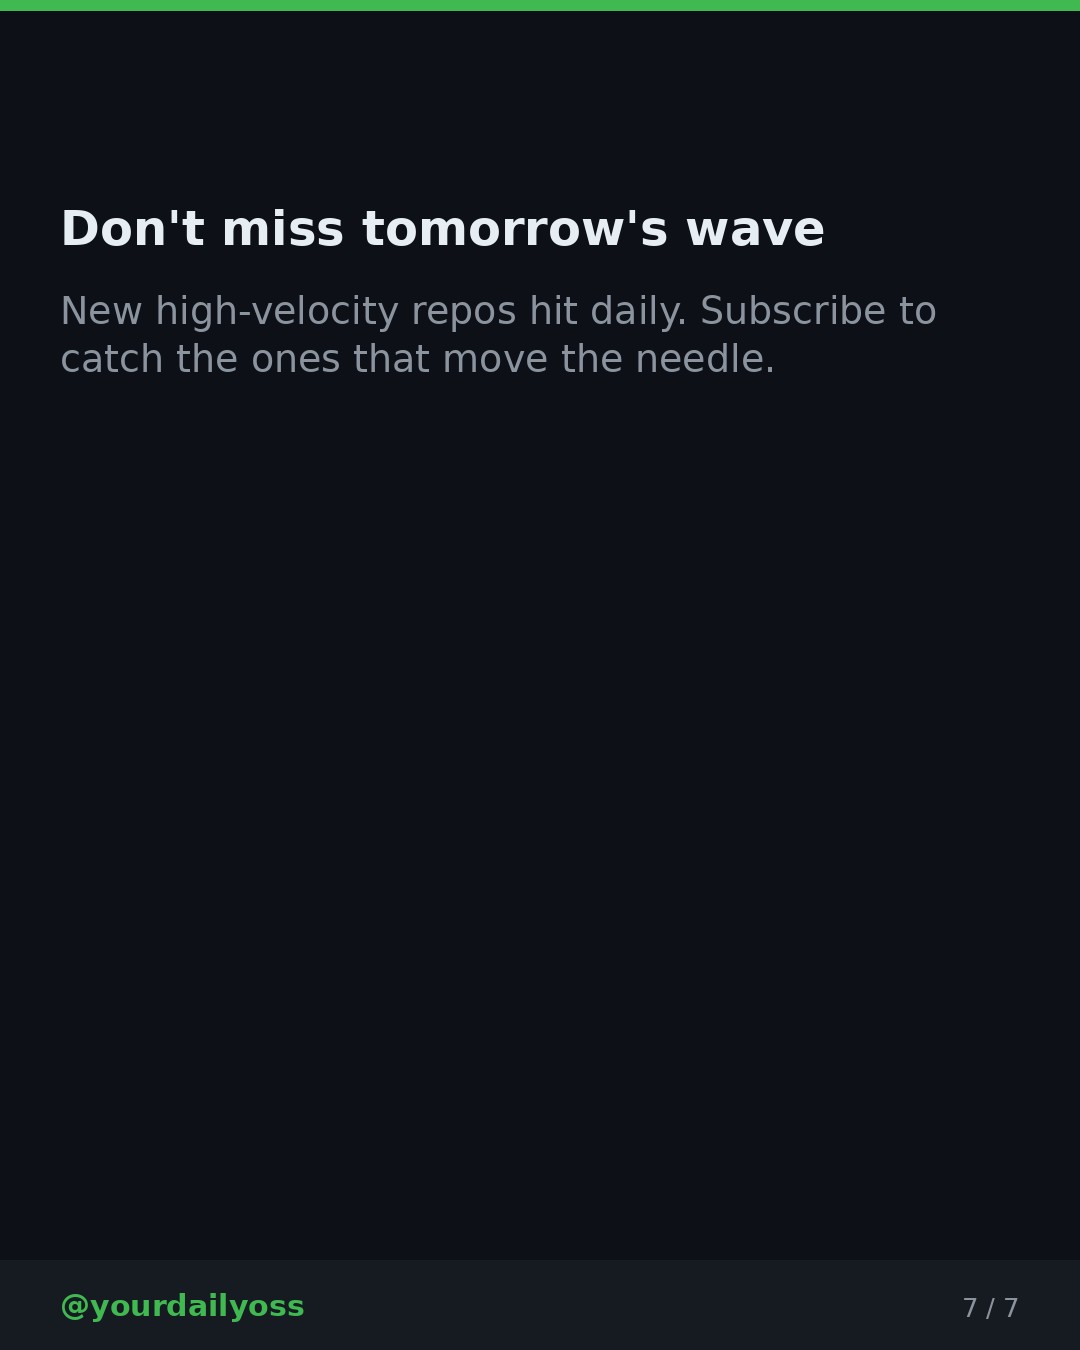 Don't miss tomorrow's wave
New high-velocity repos hit daily. Subscribe to
catch the ones that move the needle.
@yourdailyoss
7 / 7